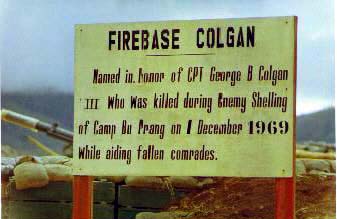 FIREBASE COLGAN
Named in honor of CPT George B Colgan
III Who was killed during Enemy Shelling
of Camp Bu Prang on 1 December 1969
While aiding fallen comrades.